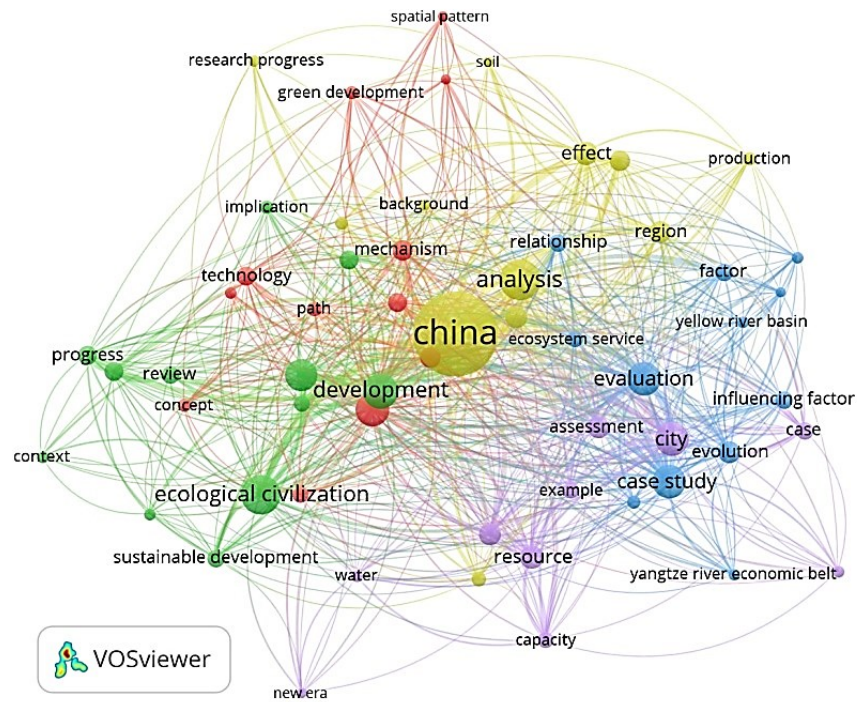 spatial pattern
research progress
soil
green development
effect
production
implication
background
region
relationship
mechanism
technology
analysis
factor
path
china
yellow river basin
ecosystem service
progress
review
development
evaluation
concept
influencing factor
assessment
city
case
context
evolution
ecological civilization
example
case study
sustainable development
resource
water
yangtze river economic belt
capacity
VOSviewer
new era